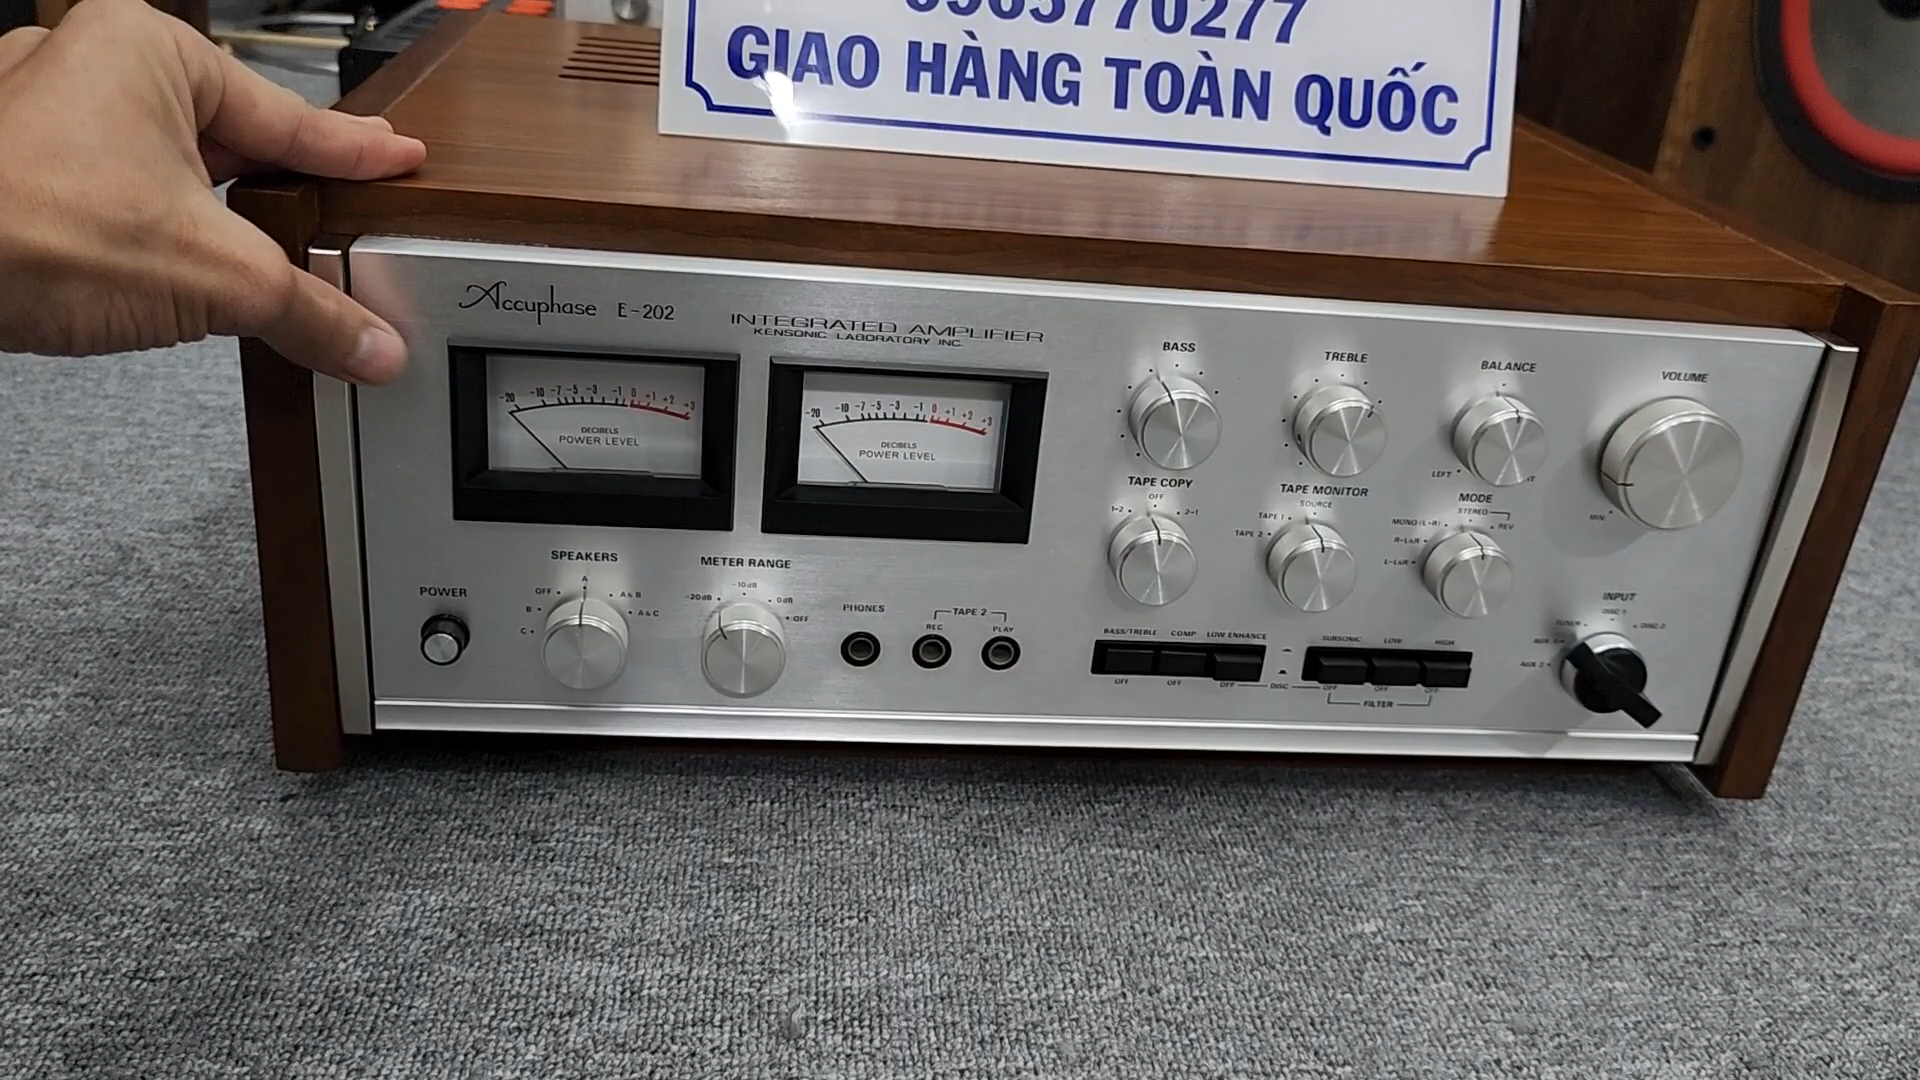 GIAO HÀNG TOÀN QUỐC
Accuphase E-202
INTEGRATED AMPLIFIER
KENSONIC LABORATORY INC.
-20 -10 -7 -5 -3 -1 0 +1 +2 +3
DECIBELS
POWER LEVEL
-20 -10 -7 -5 -3 -1 0 +1 +2 +3
DECIBELS
POWER LEVEL
BASS
TREBLE
BALANCE
LEFT
VOLUME
MIN
TAPE COPY
OFF
1-2
2-1
TAPE MONITOR
SOURCE
TAPE 1
TAPE 2
MODE
STEREO
REV
MONO (L+R)
R-L&R
L-L&R
POWER
SPEAKERS
A
OFF
A & B
B
A & C
C
METER RANGE
-10dB
-20dB
0dB
OFF
PHONES
TAPE 2
REC
PLAY
BASS/TREBLE COMP LOW ENHANCE
OFF OFF OFF
DISC
SUBSONIC LOW HIGH
OFF OFF OFF
FILTER
INPUT
DISC-1
TUNER
DISC-2
AUX-2